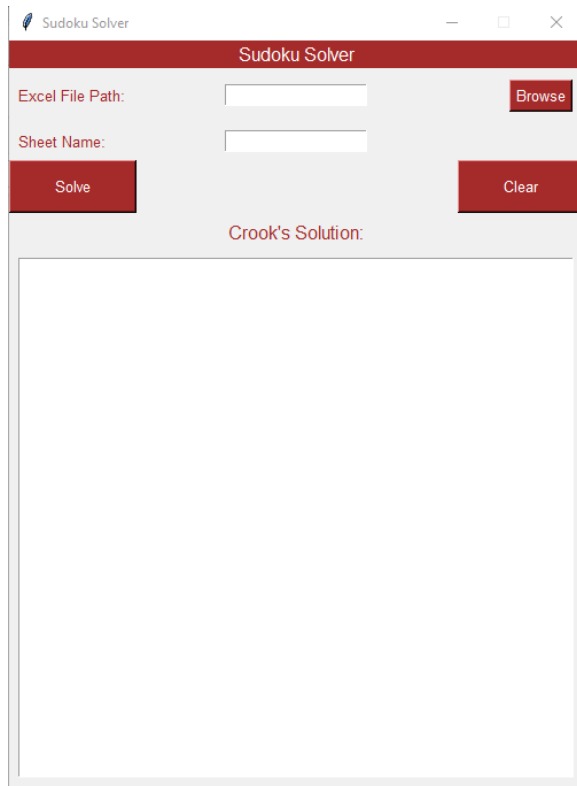 Sudoku Solver
Sudoku Solver
Excel File Path:
Browse
Sheet Name:
Solve
Clear
Crook's Solution: